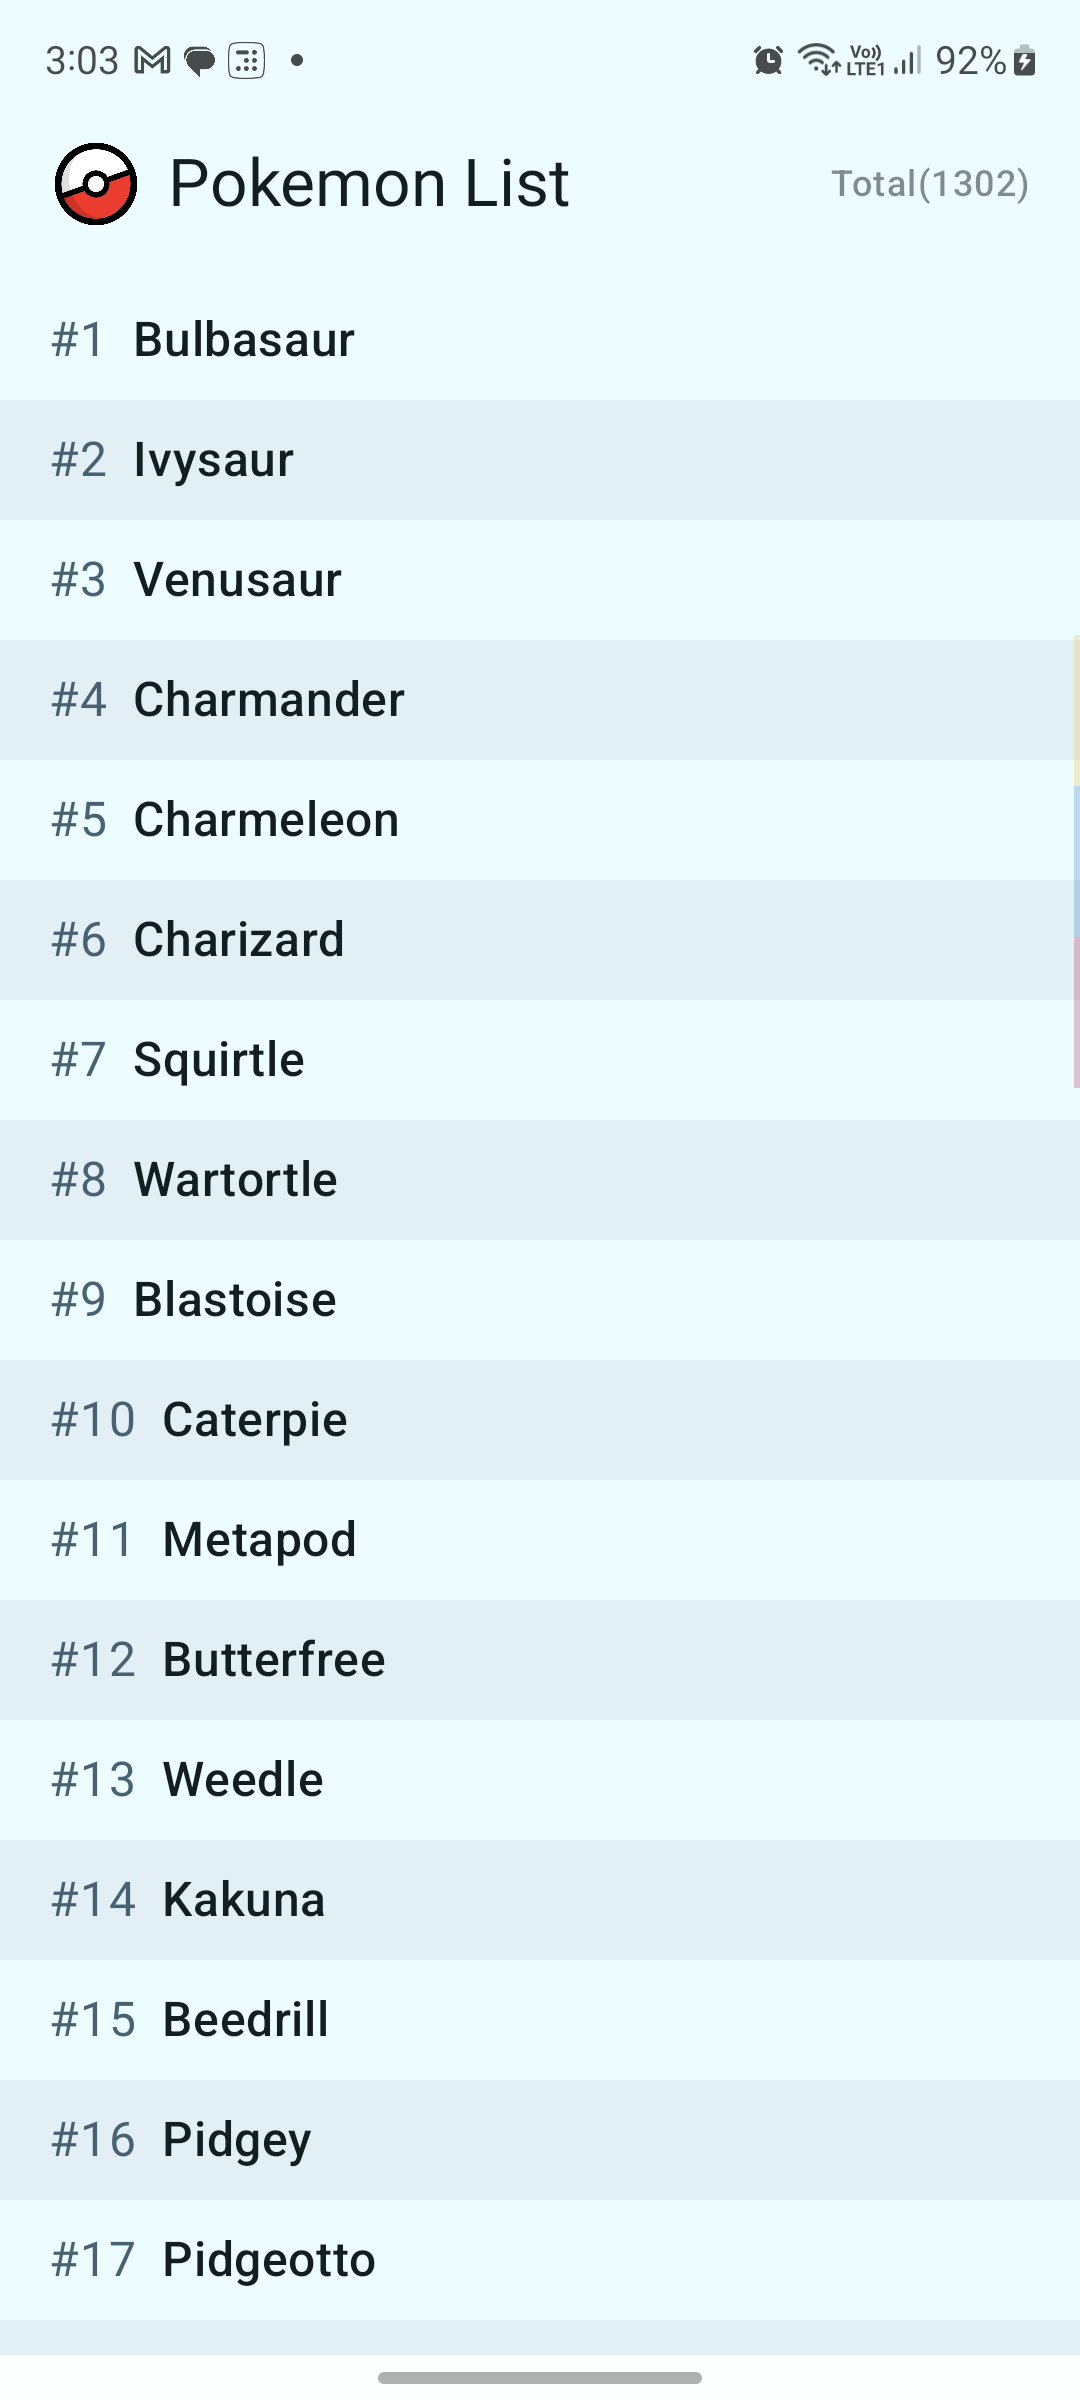 3:03 Vo)) LTE1 92%
Pokemon List Total(1302)
#1 Bulbasaur
#2 Ivysaur
#3 Venusaur
#4 Charmander
#5 Charmeleon
#6 Charizard
#7 Squirtle
#8 Wartortle
#9 Blastoise
#10 Caterpie
#11 Metapod
#12 Butterfree
#13 Weedle
#14 Kakuna
#15 Beedrill
#16 Pidgey
#17 Pidgeotto